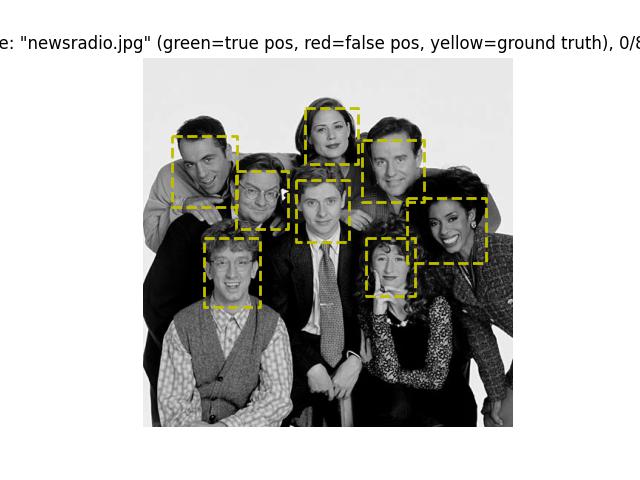 e: "newsradio.jpg" (green=true pos, red=false pos, yellow=ground truth), 0/8